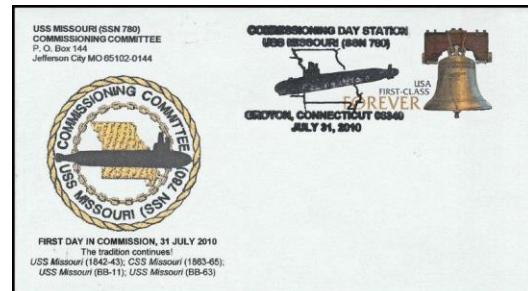 USS MISSOURI (SSN 780)
COMMISSIONING COMMITTEE
P. O. Box 144
Jefferson City MO 65102-0144
COMMISSIONING DAY STATION
USS MISSOURI (SSN 780)
GROTON, CONNECTICUT 06340
JULY 31, 2010
USA
FIRST-CLASS
FOREVER
COMMISSIONING COMMITTEE
USS MISSOURI (SSN 780)
FIRST DAY IN COMMISSION, 31 JULY 2010
The tradition continues!
USS Missouri (1842-43); CSS Missouri (1863-65);
USS Missouri (BB-11); USS Missouri (BB-63)